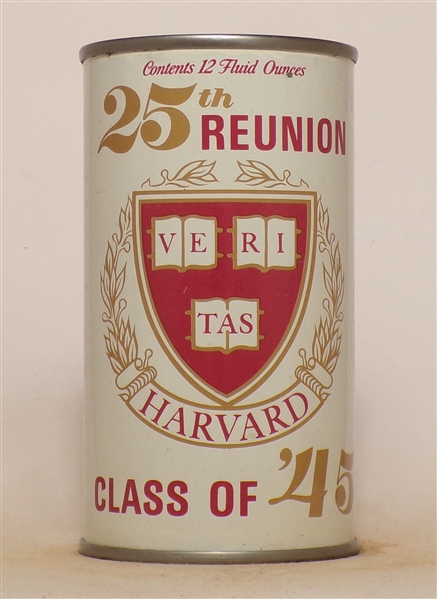 Contents 12 Fluid Ounces
25th
REUNION
VE RI
TAS
HARVARD
CLASS OF '45